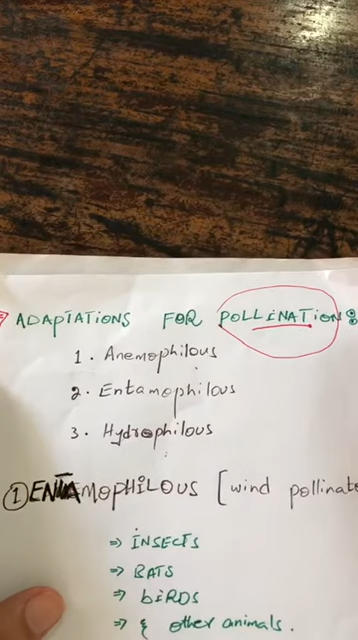 ADAPTATIONS FOR POLLINATION :
1. Anemophilous
2. Entamophilous
3. Hydrophilous
① ENTAMOPHILOUS [wind pollinate
⇒ INSECTS
⇒ BATS
⇒ biRDS
⇒ & other animals.